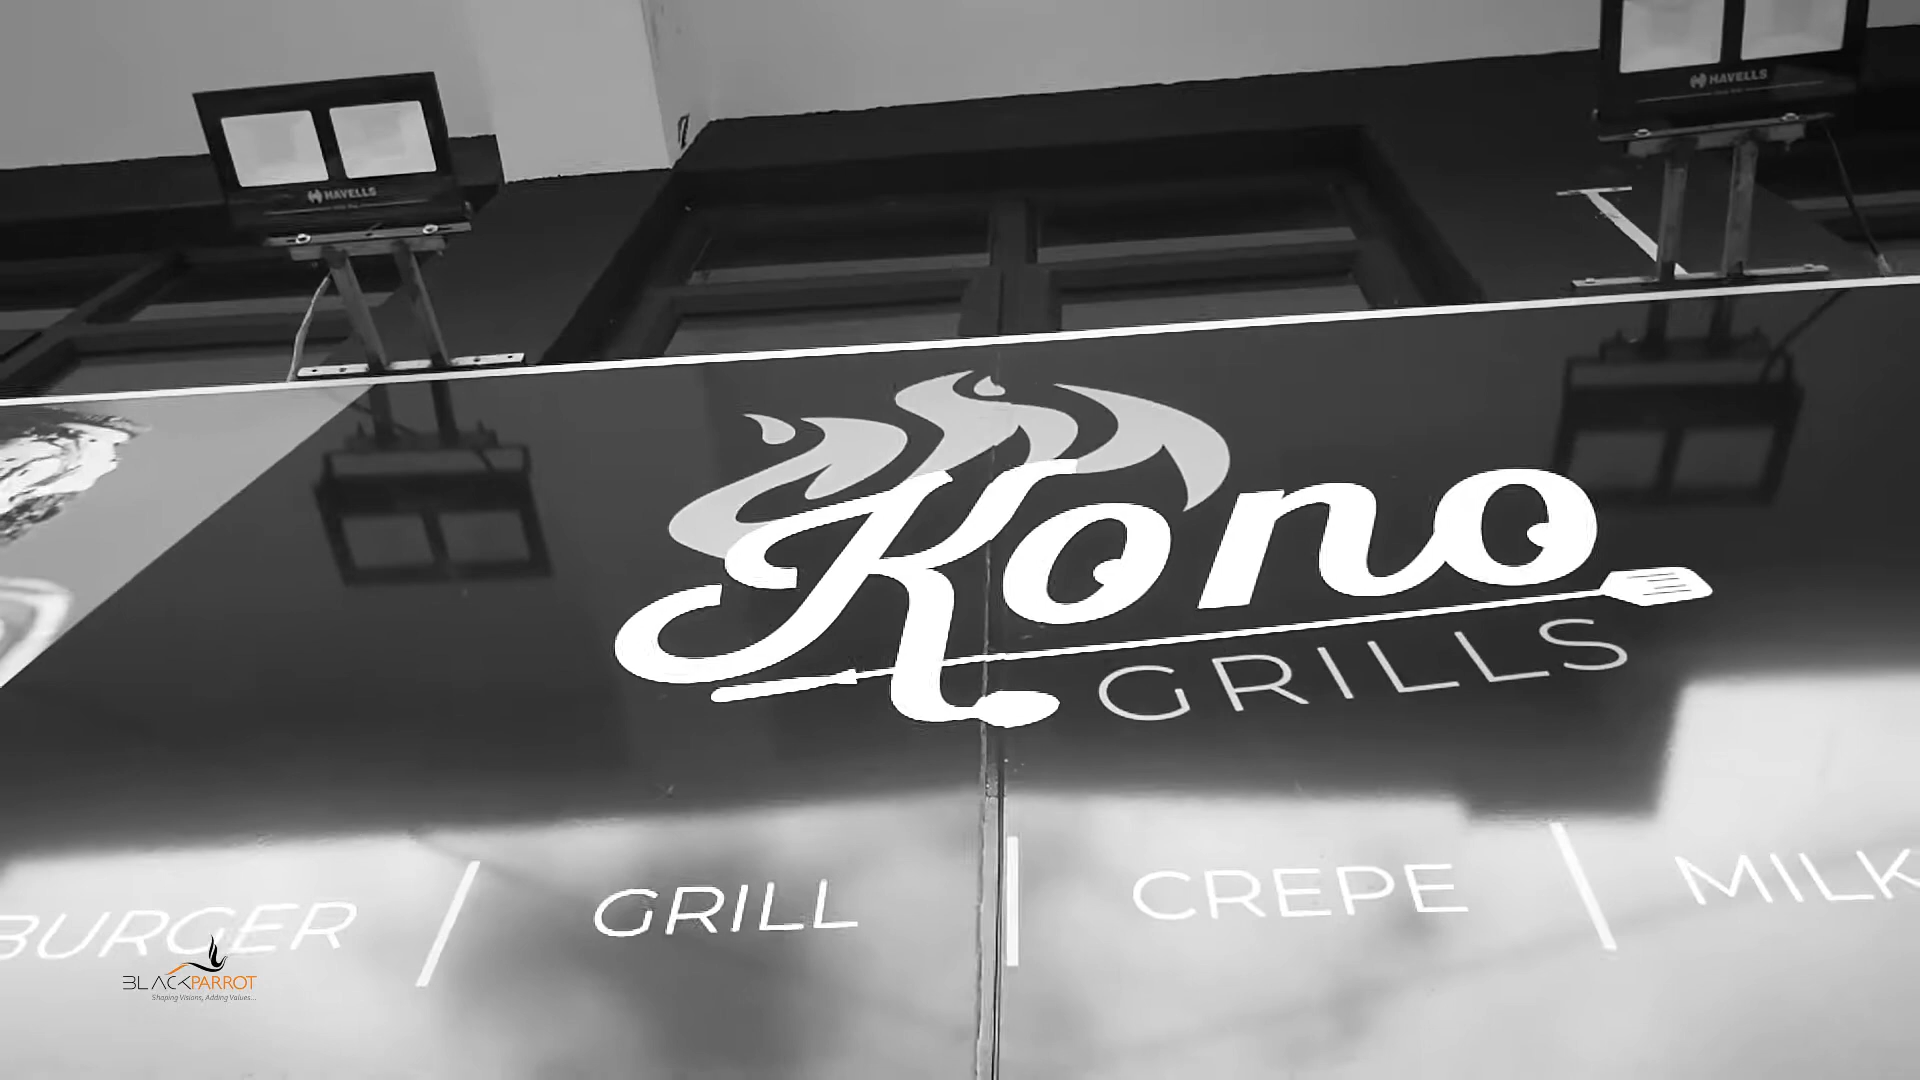 HAVELLS
HAVELLS
Kono
GRILLS
BURGER | GRILL | CREPE | MILK
BLACKPARROT
Shaping Visions, Adding Values...